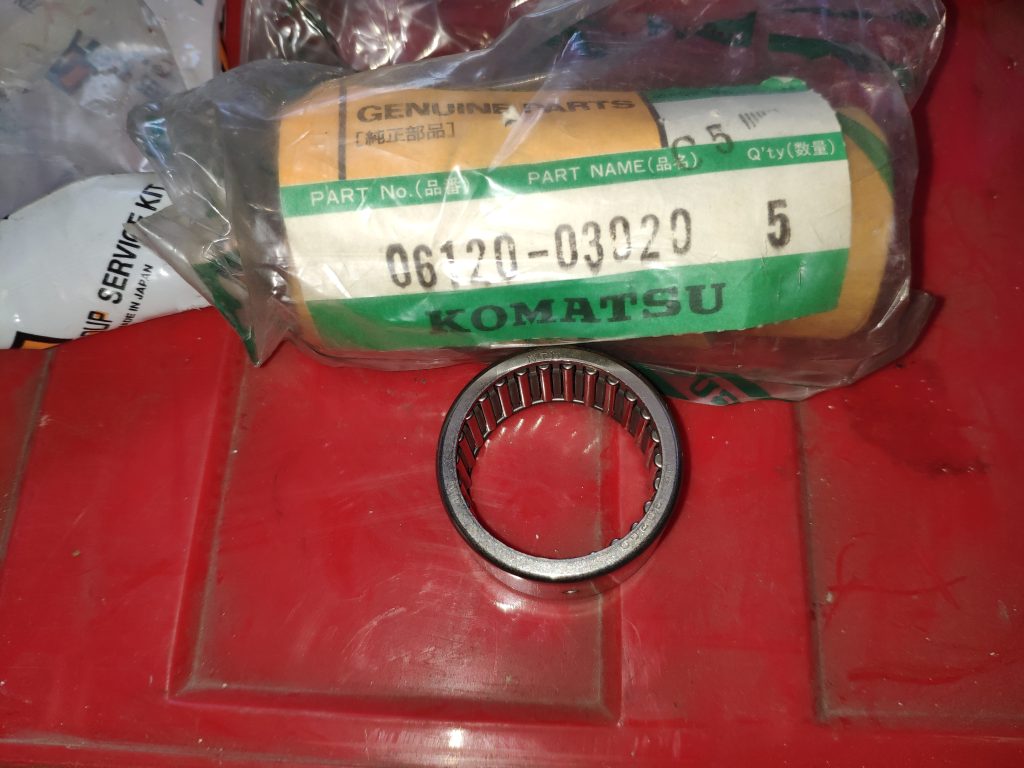 GENUINE PARTS
[純正部品]
C5
PART No.(品番) PART NAME(品名) Q'ty(数量)
06120-03020 5
KOMATSU
SERVICE KIT
MADE IN JAPAN